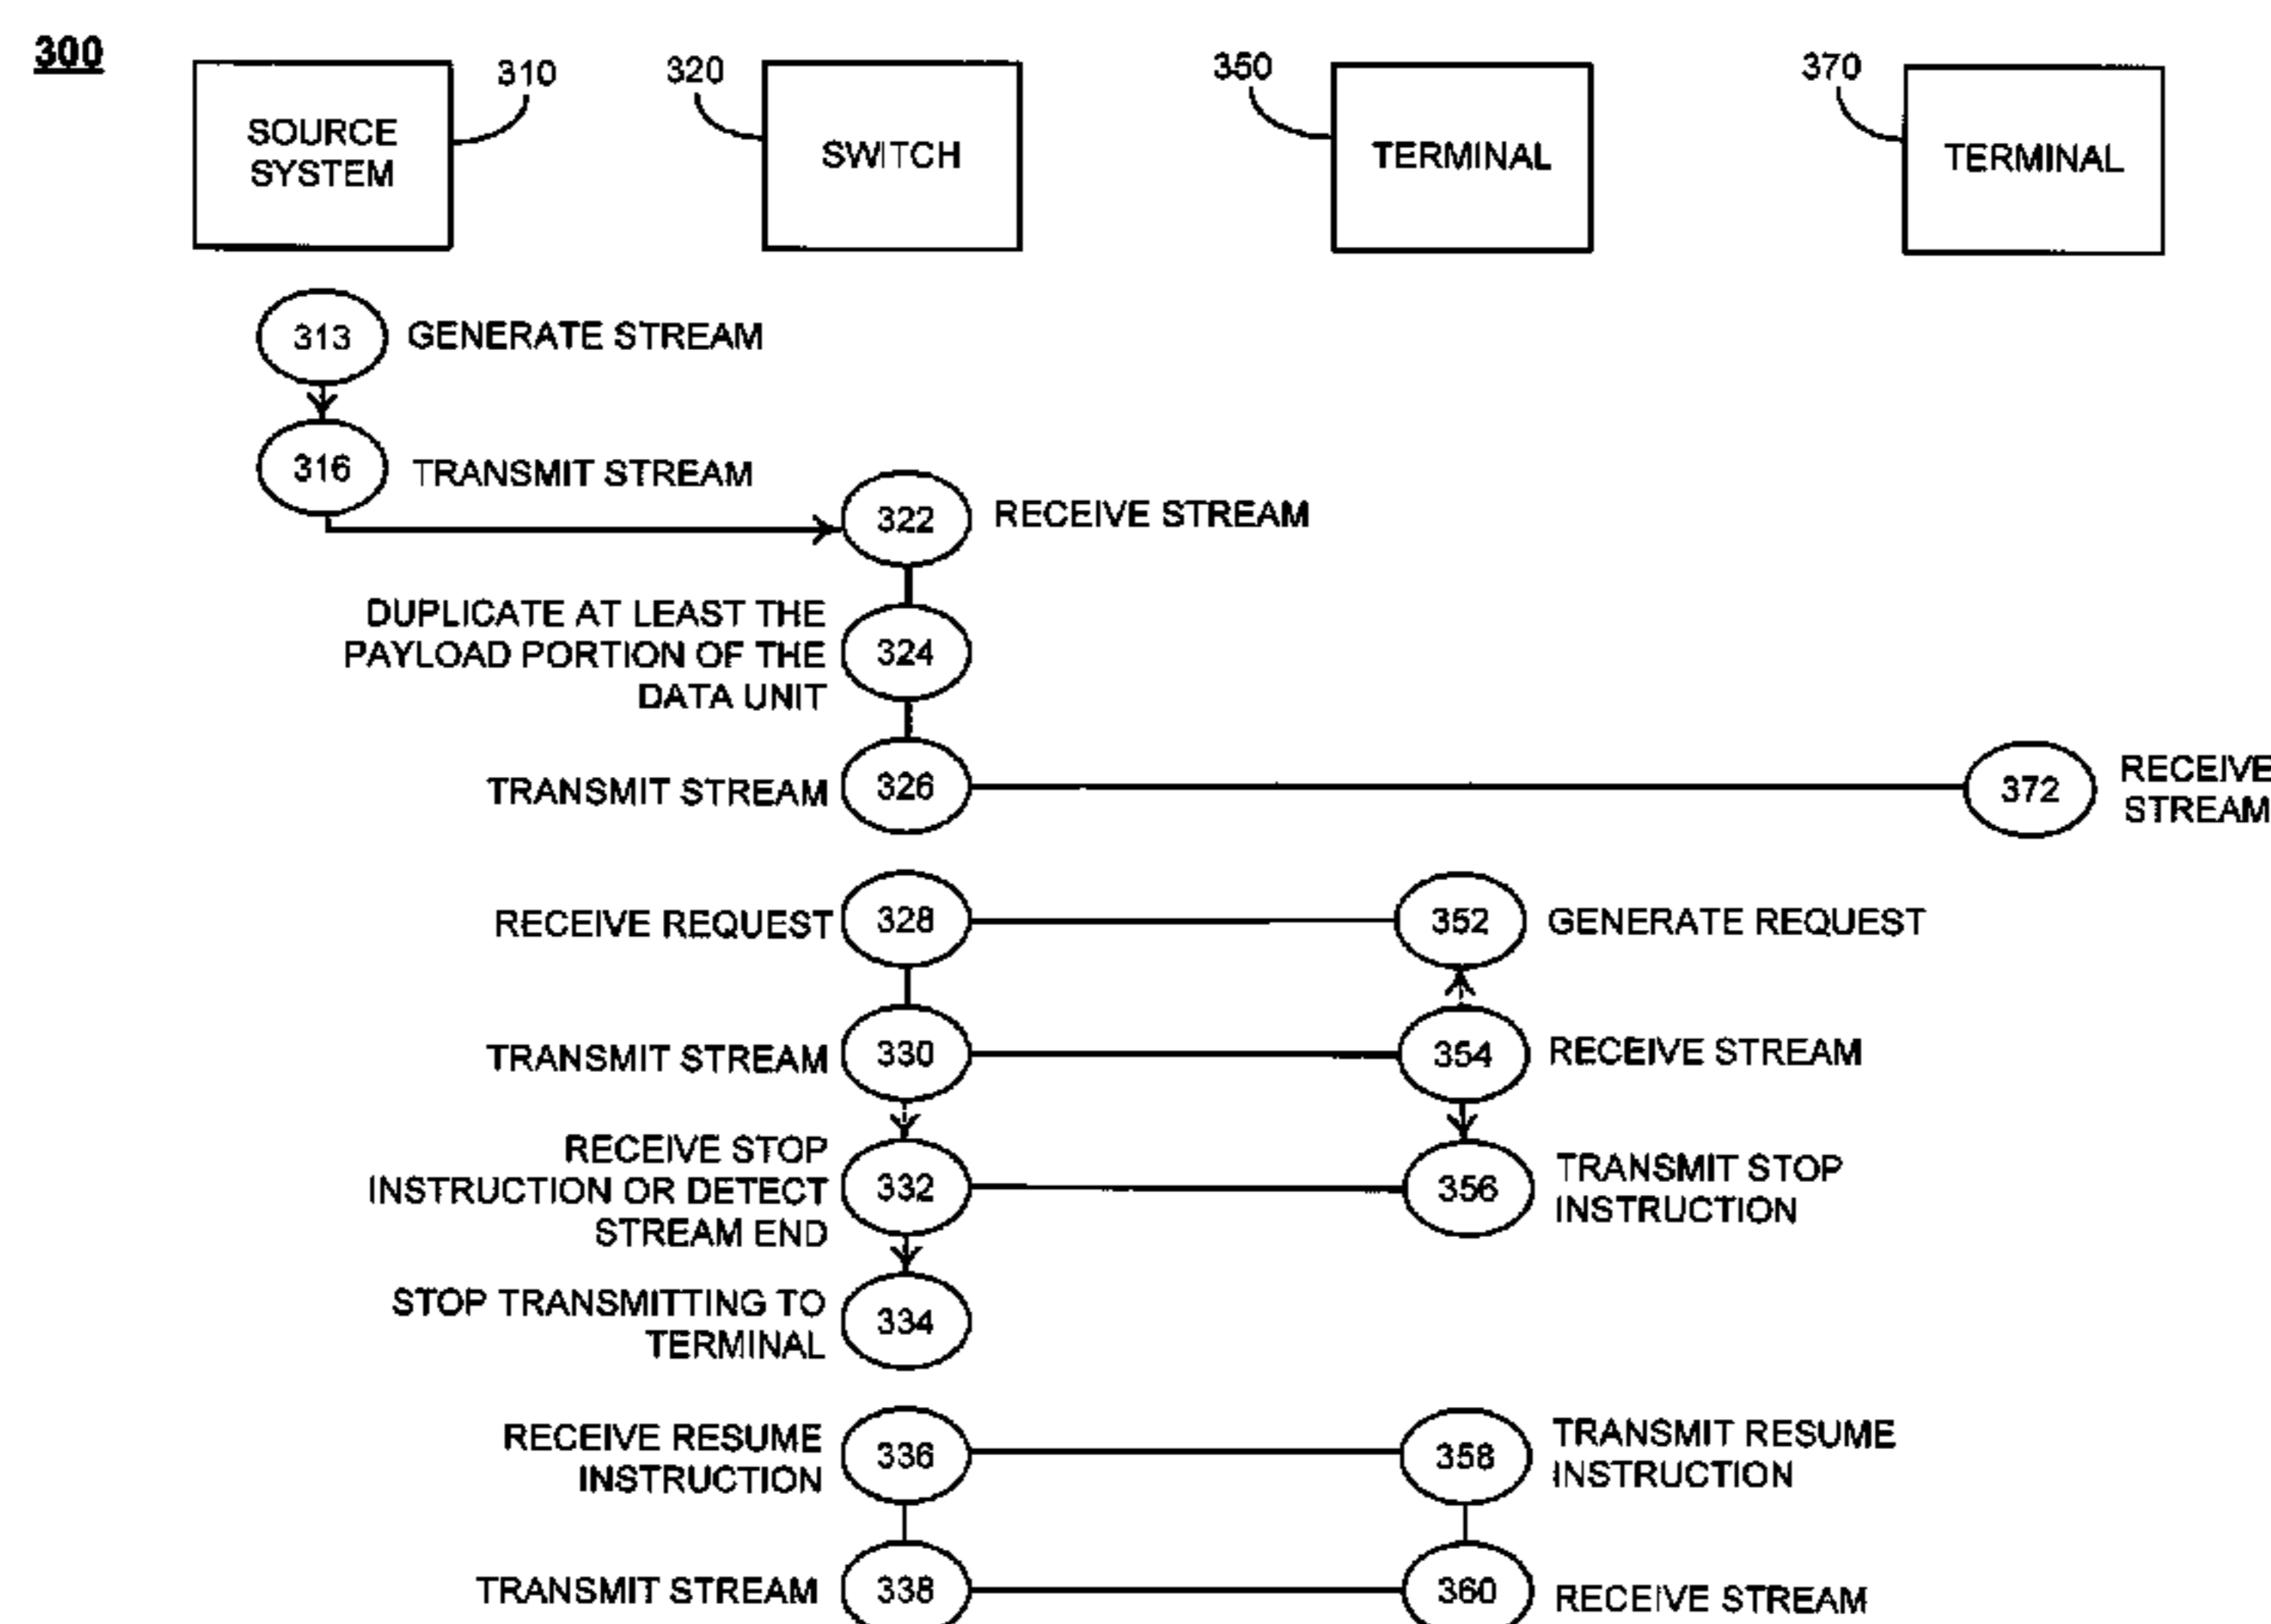 300
310
320
350
370
SOURCE
SYSTEM
SWITCH
TERMINAL
TERMINAL
313
GENERATE STREAM
316
TRANSMIT STREAM
322
RECEIVE STREAM
DUPLICATE AT LEAST THE
PAYLOAD PORTION OF THE
DATA UNIT
324
TRANSMIT STREAM
326
372
RECEIVE
STREAM
RECEIVE REQUEST
328
352
GENERATE REQUEST
TRANSMIT STREAM
330
354
RECEIVE STREAM
RECEIVE STOP
INSTRUCTION OR DETECT
STREAM END
332
356
TRANSMIT STOP
INSTRUCTION
STOP TRANSMITTING TO
TERMINAL
334
RECEIVE RESUME
INSTRUCTION
336
358
TRANSMIT RESUME
INSTRUCTION
TRANSMIT STREAM
338
360
RECEIVE STREAM